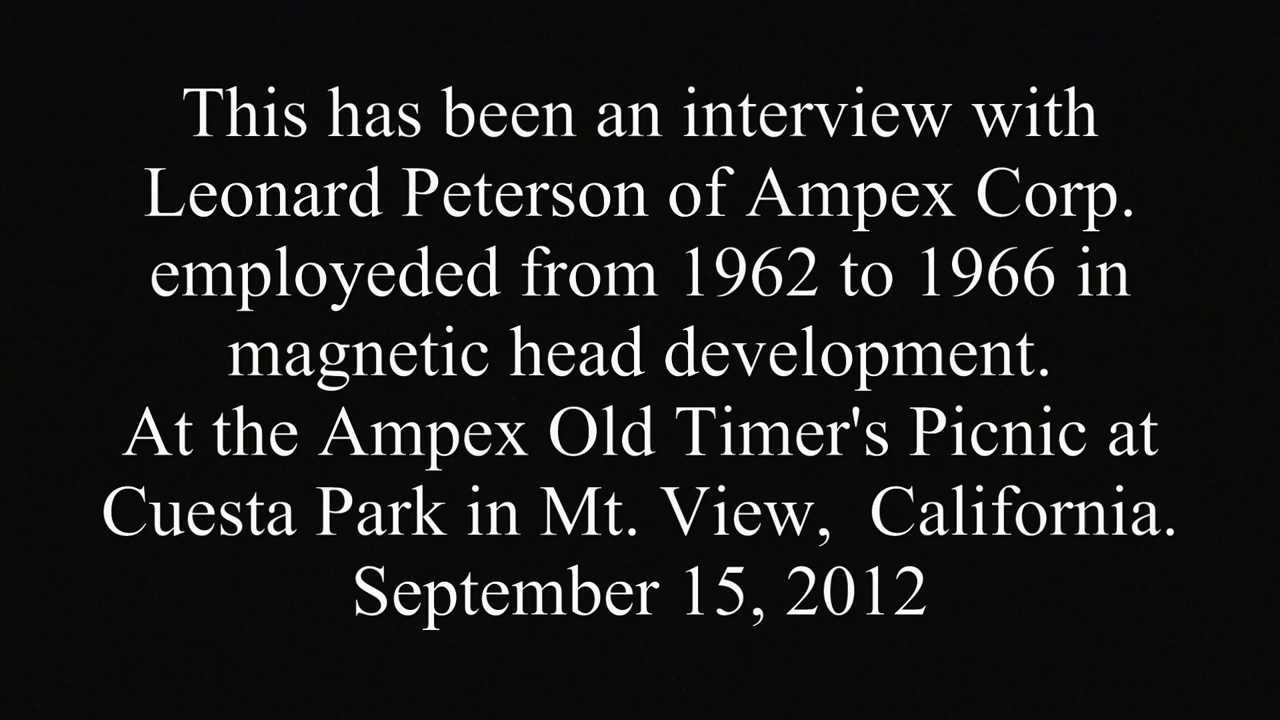 This has been an interview with
Leonard Peterson of Ampex Corp.
employeded from 1962 to 1966 in
magnetic head development.
At the Ampex Old Timer's Picnic at
Cuesta Park in Mt. View,  California.
September 15, 2012